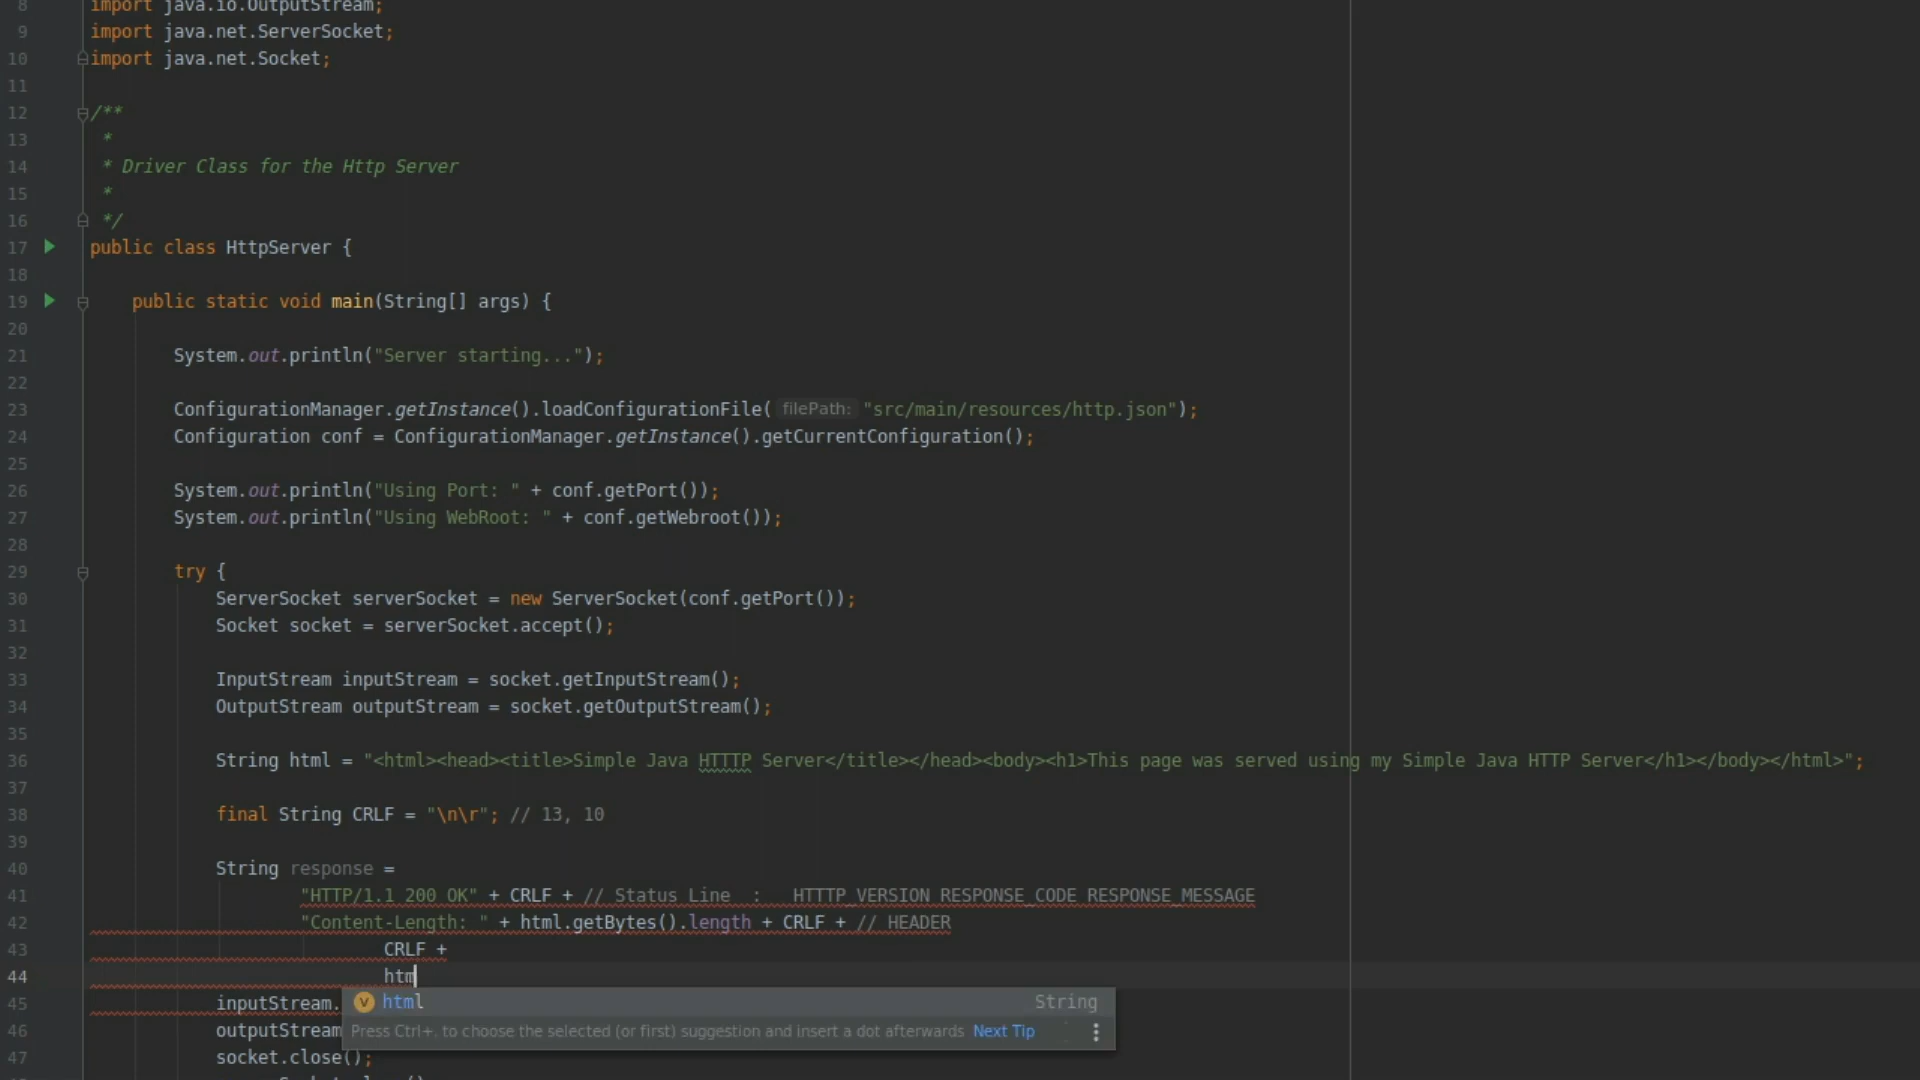 8 import java.io.OutputStream;
9 import java.net.ServerSocket;
10 import java.net.Socket;
11
12 /**
13 *
14 * Driver Class for the Http Server
15 *
16 */
17 public class HttpServer {
18
19 public static void main(String[] args) {
20
21 System.out.println("Server starting...");
22
23 ConfigurationManager.getInstance().loadConfigurationFile( filePath: "src/main/resources/http.json");
24 Configuration conf = ConfigurationManager.getInstance().getCurrentConfiguration();
25
26 System.out.println("Using Port: " + conf.getPort());
27 System.out.println("Using WebRoot: " + conf.getWebroot());
28
29 try {
30 ServerSocket serverSocket = new ServerSocket(conf.getPort());
31 Socket socket = serverSocket.accept();
32
33 InputStream inputStream = socket.getInputStream();
34 OutputStream outputStream = socket.getOutputStream();
35
36 String html = "<html><head><title>Simple Java HTTTP Server</title></head><body><h1>This page was served using my Simple Java HTTP Server</h1></body></html>";
37
38 final String CRLF = "\n\r"; // 13, 10
39
40 String response =
41 "HTTP/1.1 200 OK" + CRLF + // Status Line : HTTTP_VERSION RESPONSE_CODE RESPONSE_MESSAGE
42 "Content-Length: " + html.getBytes().length + CRLF + // HEADER
43 CRLF +
44 htm
45 inputStream.
V html String
46 outputStream
Press Ctrl+. to choose the selected (or first) suggestion and insert a dot afterwards Next Tip
47 socket.close();